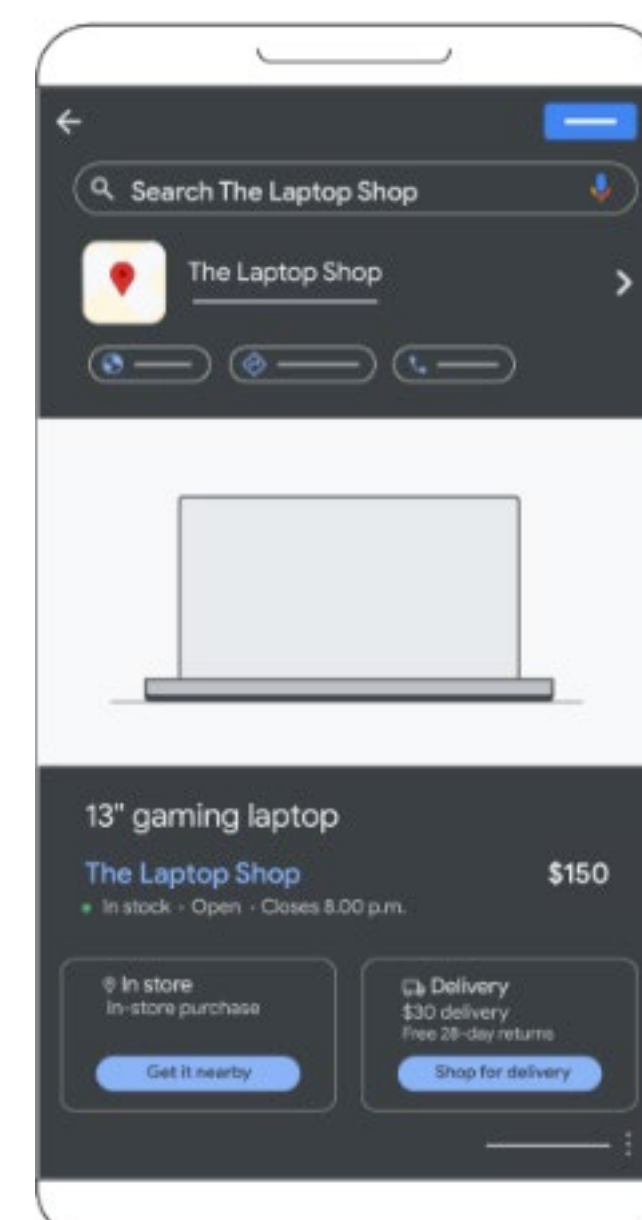 Search The Laptop Shop
The Laptop Shop
13" gaming laptop
The Laptop Shop
$150
In stock · Open · Closes 8.00 p.m.
In store
In-store purchase
Get it nearby
Delivery
$30 delivery
Free 28-day returns
Shop for delivery